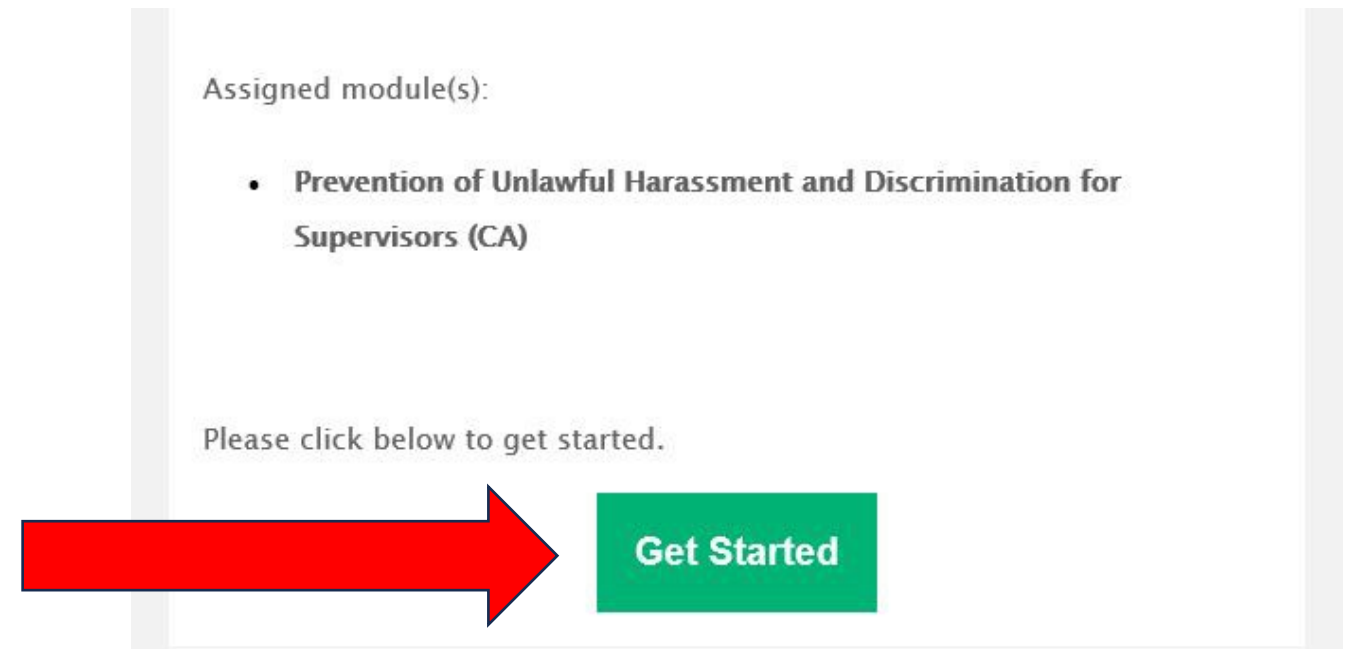 Assigned module(s):
• Prevention of Unlawful Harassment and Discrimination for
Supervisors (CA)
Please click below to get started.
Get Started